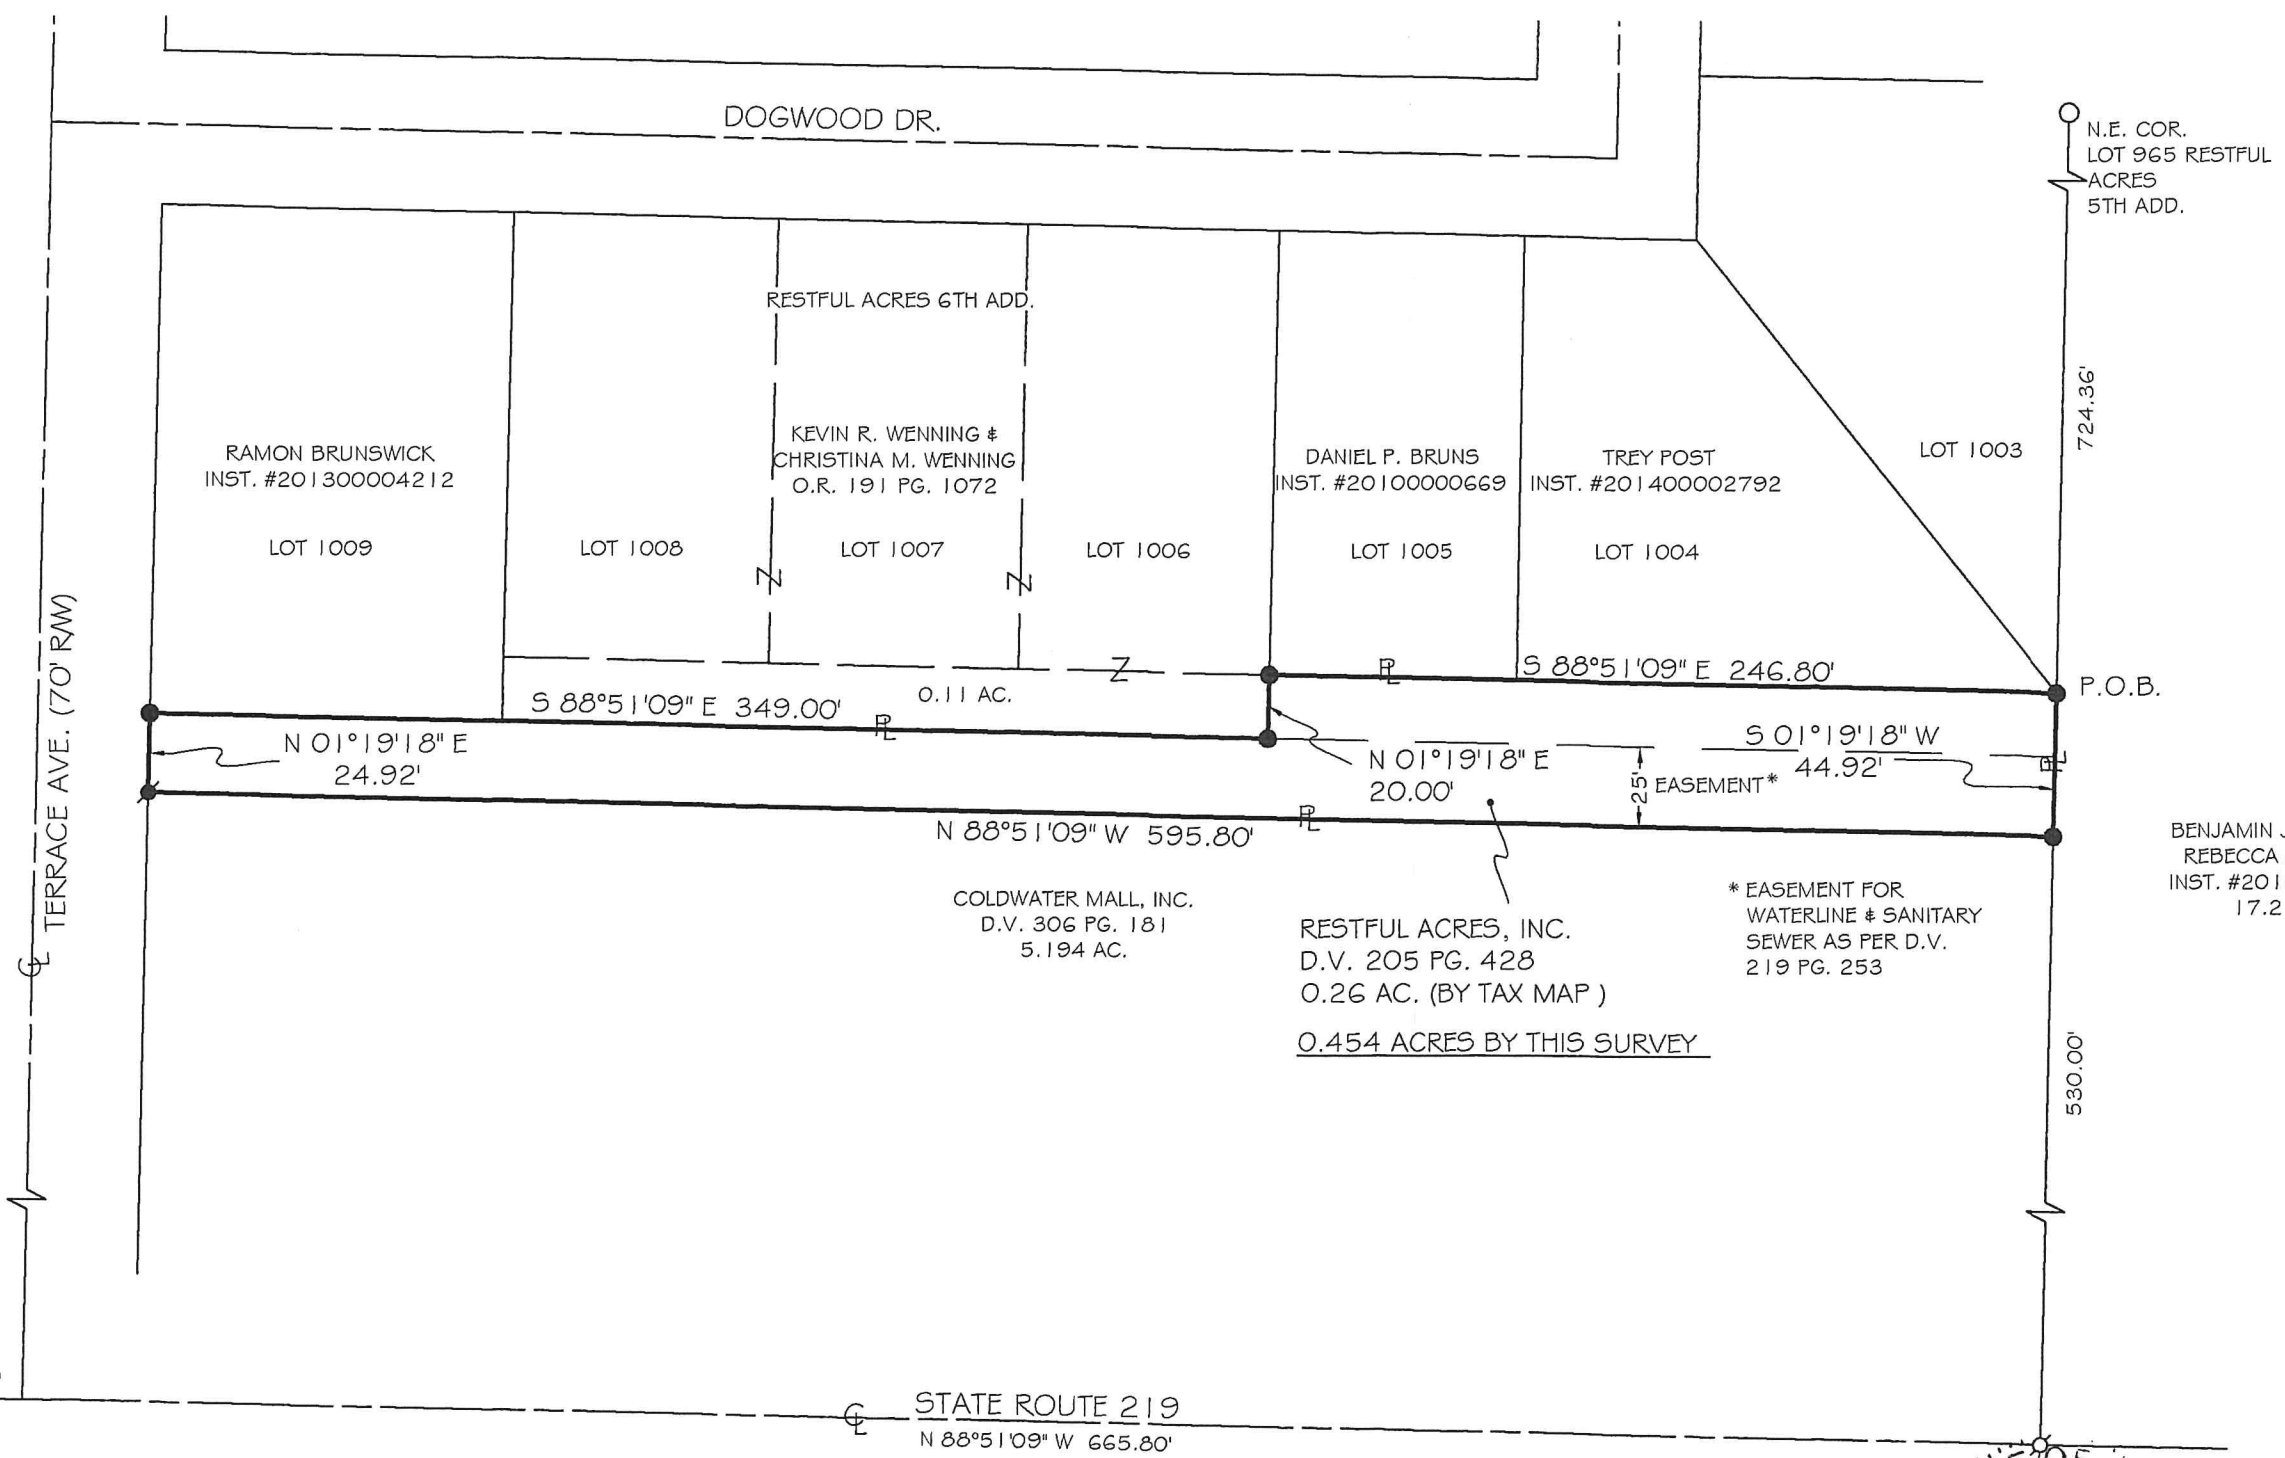 DOGWOOD DR.
N.E. COR.
LOT 965 RESTFUL
ACRES
5TH ADD.
RESTFUL ACRES 6TH ADD.
724.36'
RAMON BRUNSWICK
INST. #201300004212
LOT 1009
LOT 1008
KEVIN R. WENNING &
CHRISTINA M. WENNING
O.R. 191 PG. 1072
LOT 1007
LOT 1006
DANIEL P. BRUNS
INST. #20100000669
LOT 1005
TREY POST
INST. #201400002792
LOT 1004
LOT 1003
TERRACE AVE. (70' R/W)
S 88°51'09" E 246.80'
P.O.B.
0.11 AC.
S 88°51'09" E 349.00'
N 01°19'18" E
24.92'
N 01°19'18" E
20.00'
S 01°19'18" W
44.92'
25'
EASEMENT*
N 88°51'09" W 595.80'
COLDWATER MALL, INC.
D.V. 306 PG. 181
5.194 AC.
RESTFUL ACRES, INC.
D.V. 205 PG. 428
0.26 AC. (BY TAX MAP )
0.454 ACRES BY THIS SURVEY
* EASEMENT FOR
WATERLINE & SANITARY
SEWER AS PER D.V.
219 PG. 253
BENJAMIN J
REBECCA
INST. #201
17.2
530.00'
STATE ROUTE 219
N 88°51'09" W 665.80'